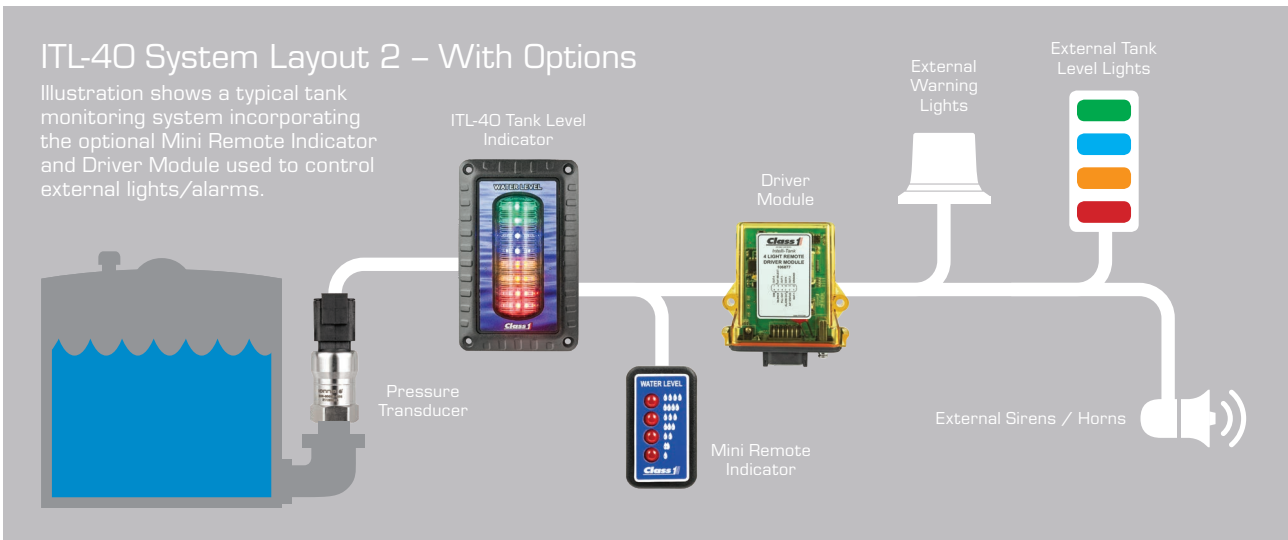 ITL-40 System Layout 2 – With Options
Illustration shows a typical tank
monitoring system incorporating
the optional Mini Remote Indicator
and Driver Module used to control
external lights/alarms.
ITL-40 Tank Level
Indicator
WATER LEVEL
Class 1
Pressure
Transducer
WATER LEVEL
Class 1
Mini Remote
Indicator
Driver
Module
Class 1
Intelli-Tank
4 LIGHT REMOTE
DRIVER MODULE
External
Warning
Lights
External Tank
Level Lights
External Sirens / Horns